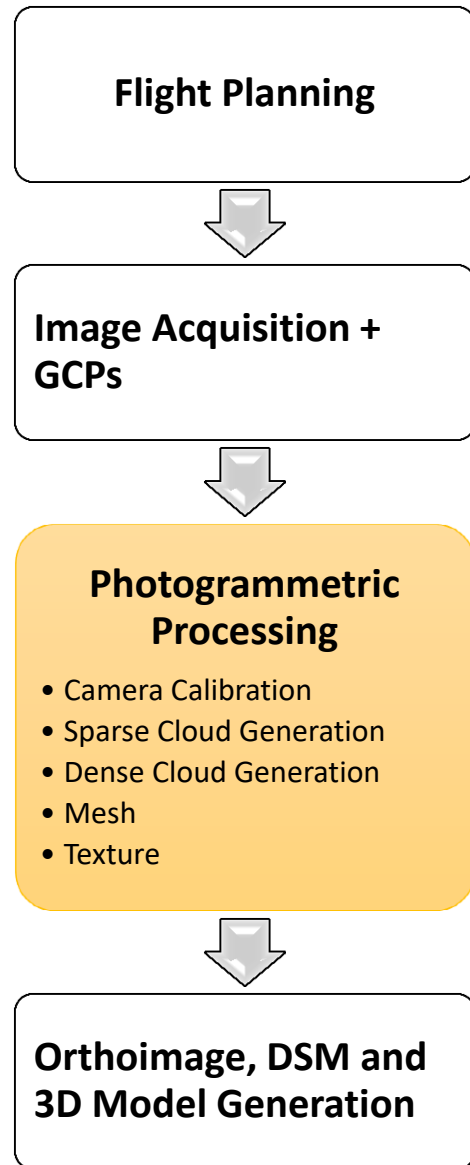 Flight Planning
Image Acquisition +
GCPs
Photogrammetric
Processing
• Camera Calibration
• Sparse Cloud Generation
• Dense Cloud Generation
• Mesh
• Texture
Orthoimage, DSM and
3D Model Generation